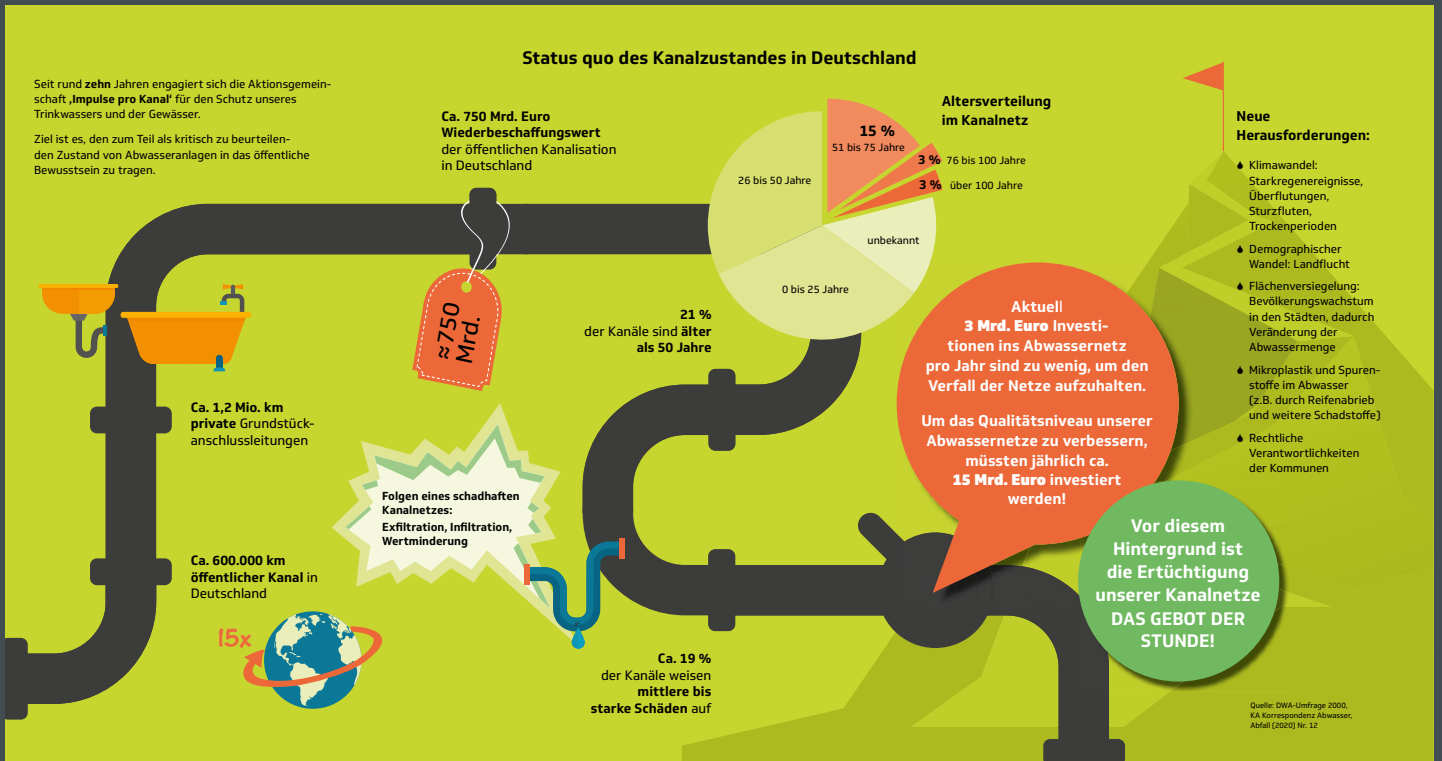 Status quo des Kanalzustandes in Deutschland
Seit rund zehn Jahren engagiert sich die Aktionsgemein-
schaft ‚Impulse pro Kanal‘ für den Schutz unseres
Trinkwassers und der Gewässer.
Ziel ist es, den zum Teil als kritisch zu beurteilen-
den Zustand von Abwasseranlagen in das öffentliche
Bewusstsein zu tragen.
Ca. 750 Mrd. Euro
Wiederbeschaffungswert
der öffentlichen Kanalisation
in Deutschland
≈ 750
Mrd.
Altersverteilung
im Kanalnetz
15 %
51 bis 75 Jahre
3 % 76 bis 100 Jahre
3 % über 100 Jahre
26 bis 50 Jahre
unbekannt
0 bis 25 Jahre
21 %
der Kanäle sind älter
als 50 Jahre
Ca. 1,2 Mio. km
private Grundstück-
anschlussleitungen
Ca. 600.000 km
öffentlicher Kanal in
Deutschland
15x
Folgen eines schadhaften
Kanalnetzes:
Exfiltration, Infiltration,
Wertminderung
Ca. 19 %
der Kanäle weisen
mittlere bis
starke Schäden auf
Aktuell
3 Mrd. Euro Investi-
tionen ins Abwassernetz
pro Jahr sind zu wenig, um den
Verfall der Netze aufzuhalten.
Um das Qualitätsniveau unserer
Abwassernetze zu verbessern,
müssten jährlich ca.
15 Mrd. Euro investiert
werden!
Vor diesem
Hintergrund ist
die Ertüchtigung
unserer Kanalnetze
DAS GEBOT DER
STUNDE!
Neue
Herausforderungen:
Klimawandel:
Starkregenereignisse,
Überflutungen,
Sturzfluten,
Trockenperioden
Demographischer
Wandel: Landflucht
Flächenversiegelung:
Bevölkerungswachstum
in den Städten, dadurch
Veränderung der
Abwassermenge
Mikroplastik und Spuren-
stoffe im Abwasser
(z.B. durch Reifenabrieb
und weitere Schadstoffe)
Rechtliche
Verantwortlichkeiten
der Kommunen
Quelle: DWA-Umfrage 2000,
KA Korrespondenz Abwasser,
Abfall (2020) Nr. 12